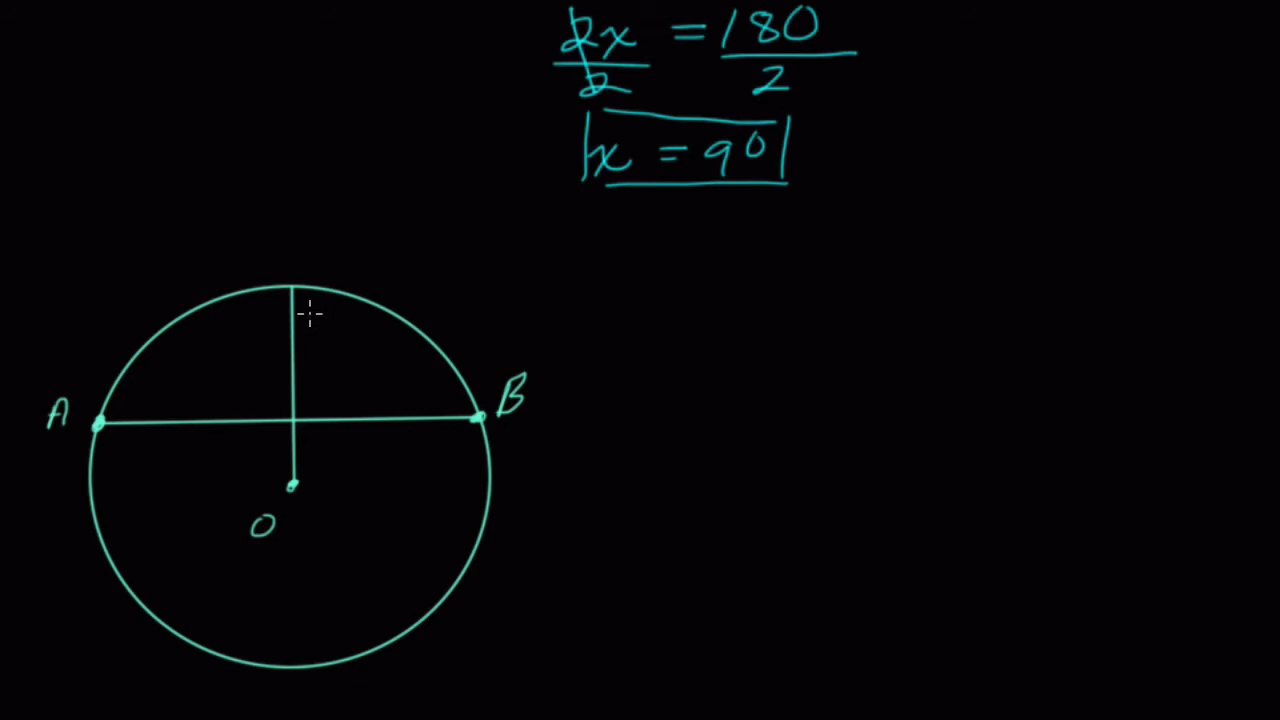 2x = 180
2 2
x = 90
A
B
O